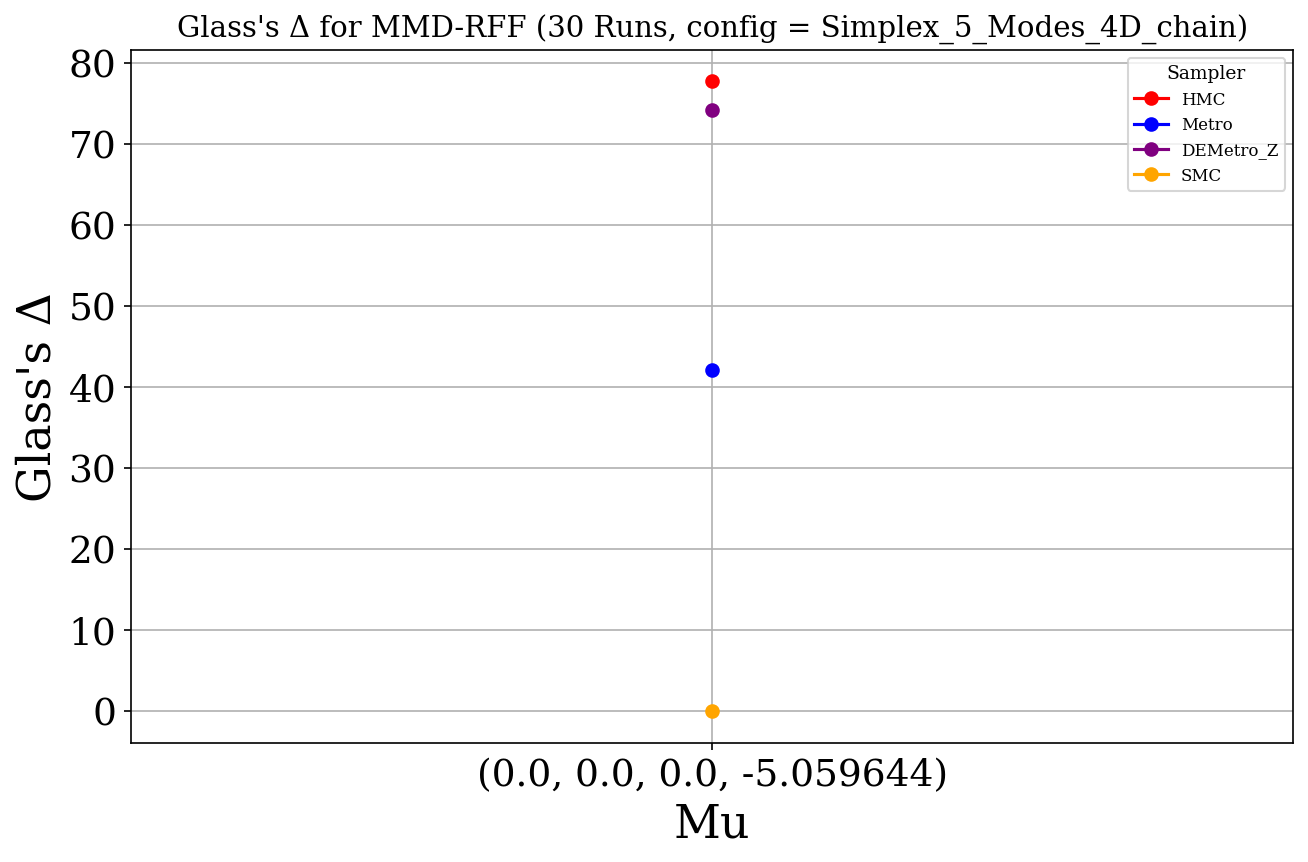 Glass's Δ for MMD-RFF (30 Runs, config = Simplex_5_Modes_4D_chain)
Sampler
HMC
Metro
DEMetro_Z
SMC
80
70
60
50
40
30
20
10
0
Glass's Δ
(0.0, 0.0, 0.0, -5.059644)
Mu